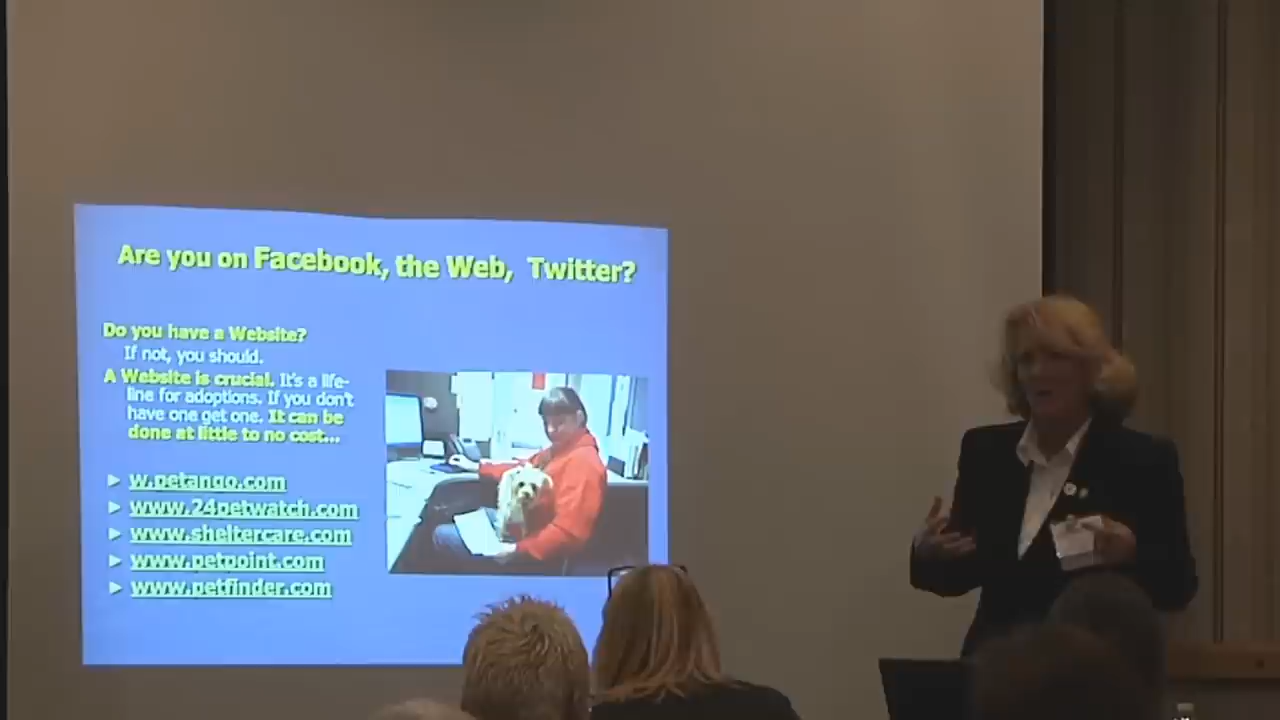 Are you on Facebook, the Web, Twitter?
Do you have a Website?
If not, you should.
A Website is crucial. It's a life-
line for adoptions. If you don't
have one get one. It can be
done at little to no cost...
► w.petango.com
► www.24petwatch.com
► www.sheltercare.com
► www.petpoint.com
► www.petfinder.com